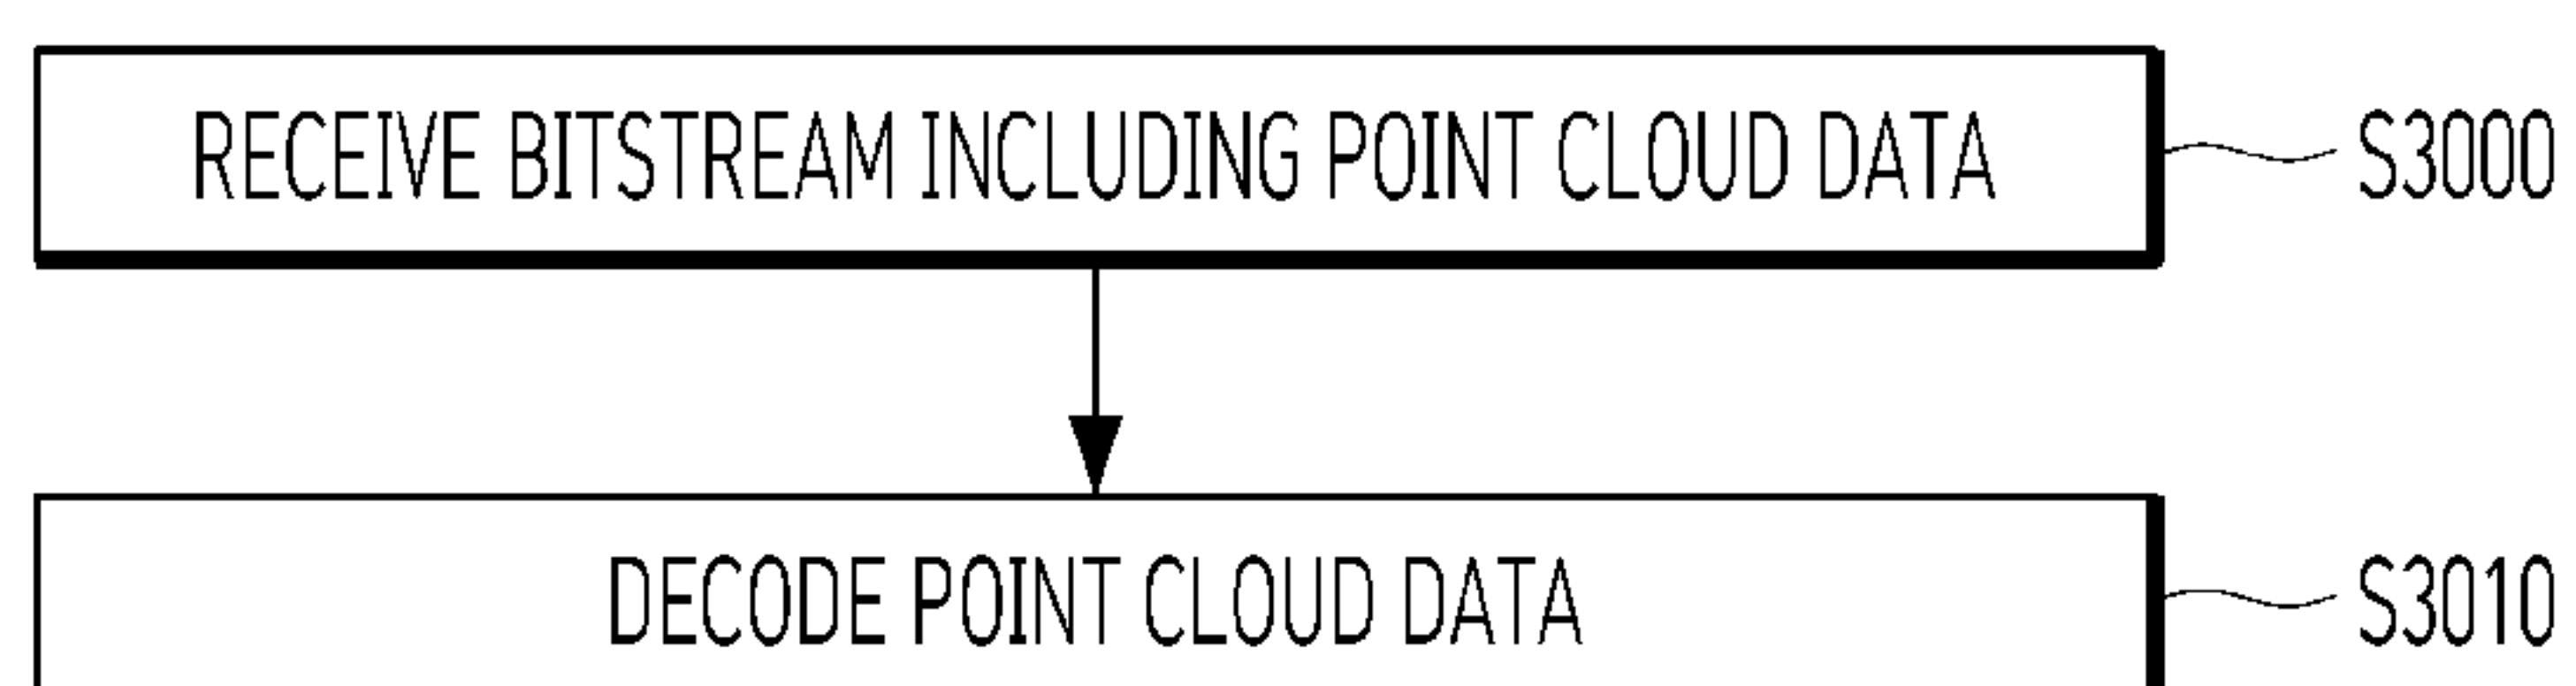 RECEIVE BITSTREAM INCLUDING POINT CLOUD DATA
S3000
DECODE POINT CLOUD DATA
S3010